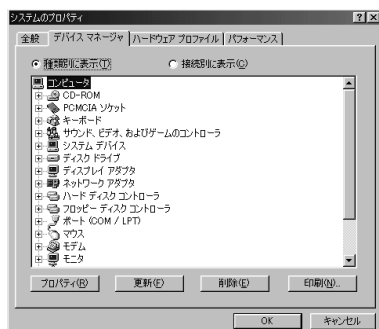 システムのプロパティ
全般 デバイス マネージャ ハードウェア プロファイル パフォーマンス
種類別に表示(T) 接続別に表示(C)
コンピュータ
CD-ROM
PCMCIA ソケット
キーボード
サウンド、ビデオ、およびゲームのコントローラ
システム デバイス
ディスク ドライブ
ディスプレイ アダプタ
ネットワーク アダプタ
ハード ディスク コントローラ
フロッピー ディスク コントローラ
ポート (COM / LPT)
マウス
モデム
モニタ
プロパティ(R) 更新(F) 削除(E) 印刷(N)...
OK キャンセル